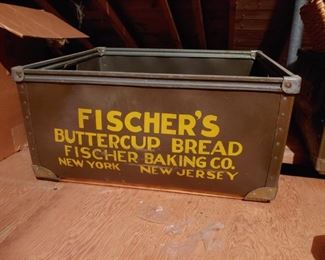 FISCHER'S
BUTTERCUP BREAD
FISCHER BAKING CO.
NEW YORK NEW JERSEY